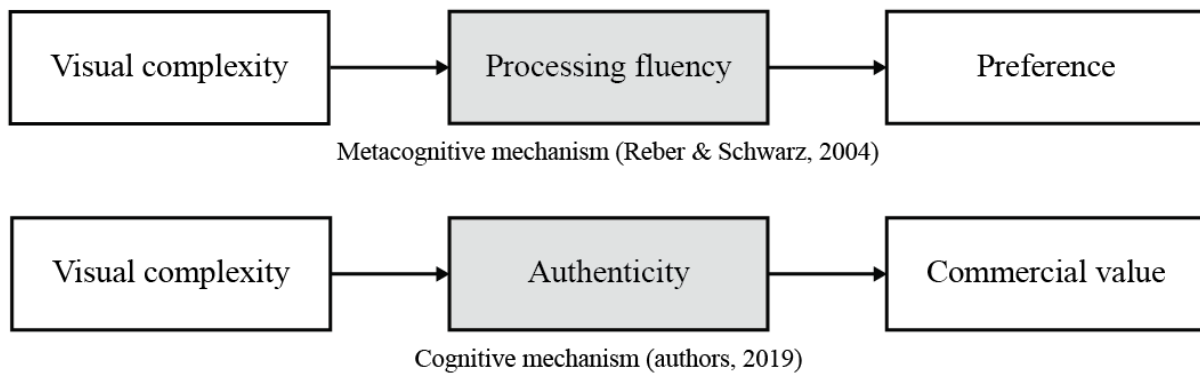 Visual complexity
Processing fluency
Preference
Metacognitive mechanism (Reber & Schwarz, 2004)
Visual complexity
Authenticity
Commercial value
Cognitive mechanism (authors, 2019)